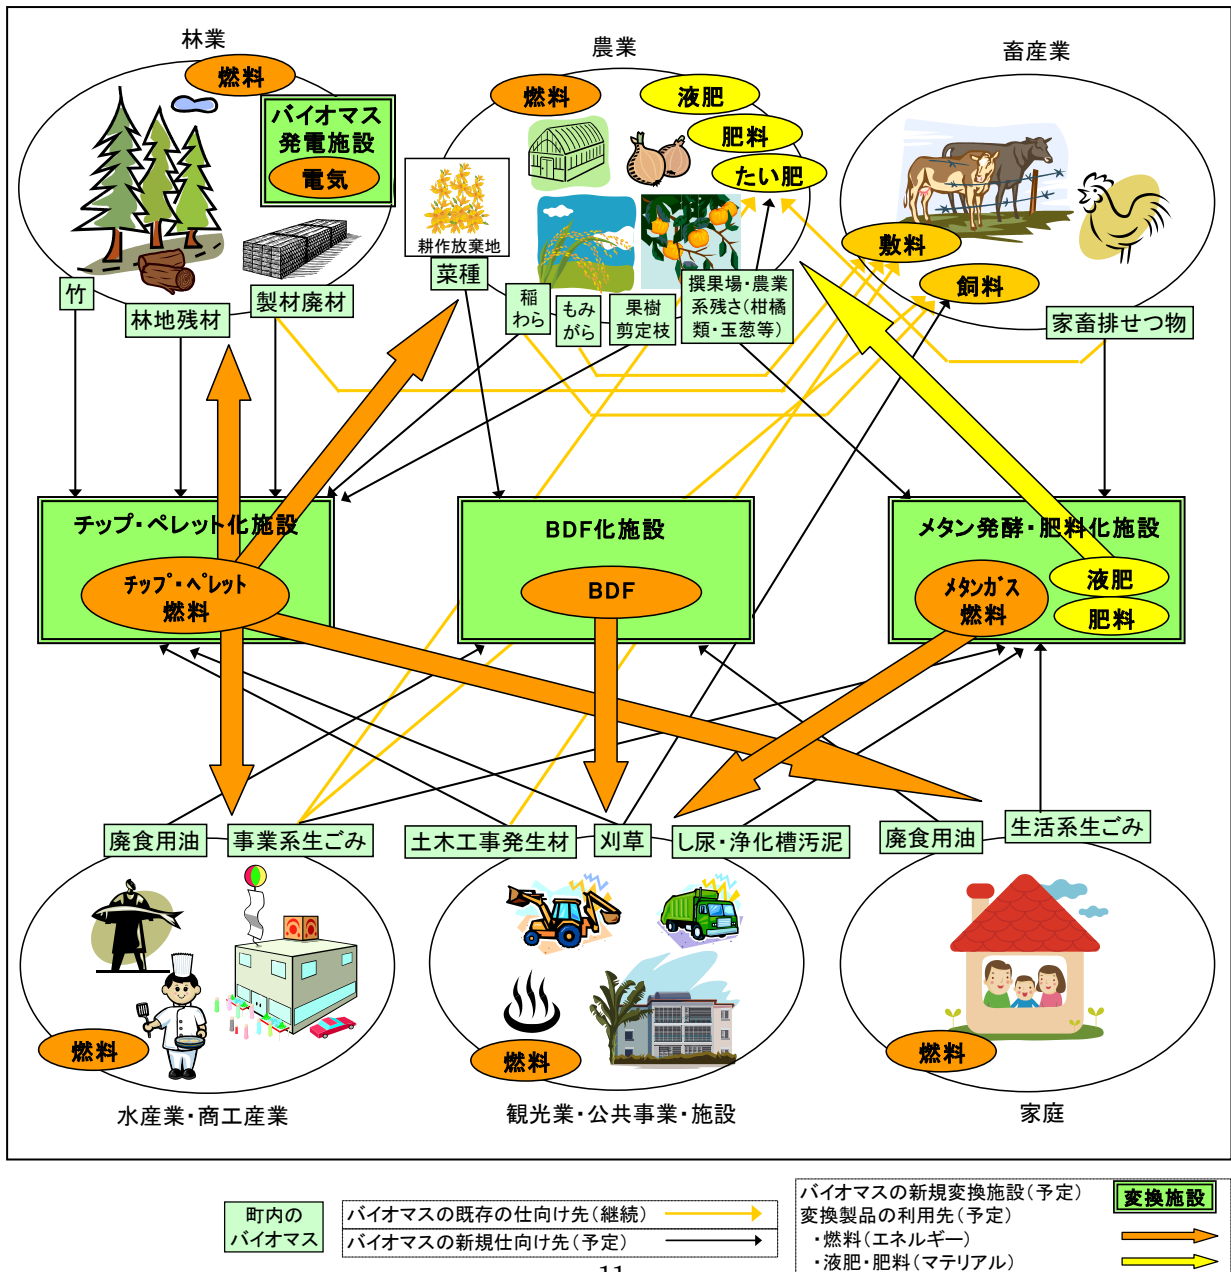 林業
農業
畜産業
燃料
バイオマス
発電施設
電気
燃料
液肥
肥料
たい肥
耕作放棄地
菜種
敷料
飼料
竹
林地残材
製材廃材
稲
わら
もみ
がら
果樹
剪定枝
撰果場・農業
系残さ(柑橘
類・玉葱等)
家畜排せつ物
チップ・ペレット化施設
チップ・ペレット
燃料
BDF化施設
BDF
メタン発酵・肥料化施設
メタンガス
燃料
液肥
肥料
廃食用油
事業系生ごみ
土木工事発生材
刈草
し尿・浄化槽汚泥
廃食用油
生活系生ごみ
燃料
燃料
燃料
水産業・商工産業
観光業・公共事業・施設
家庭
町内の
バイオマス
バイオマスの既存の仕向け先(継続)
バイオマスの新規仕向け先(予定)
バイオマスの新規変換施設(予定)
変換施設
変換製品の利用先(予定)
・燃料(エネルギー)
・液肥・肥料(マテリアル)